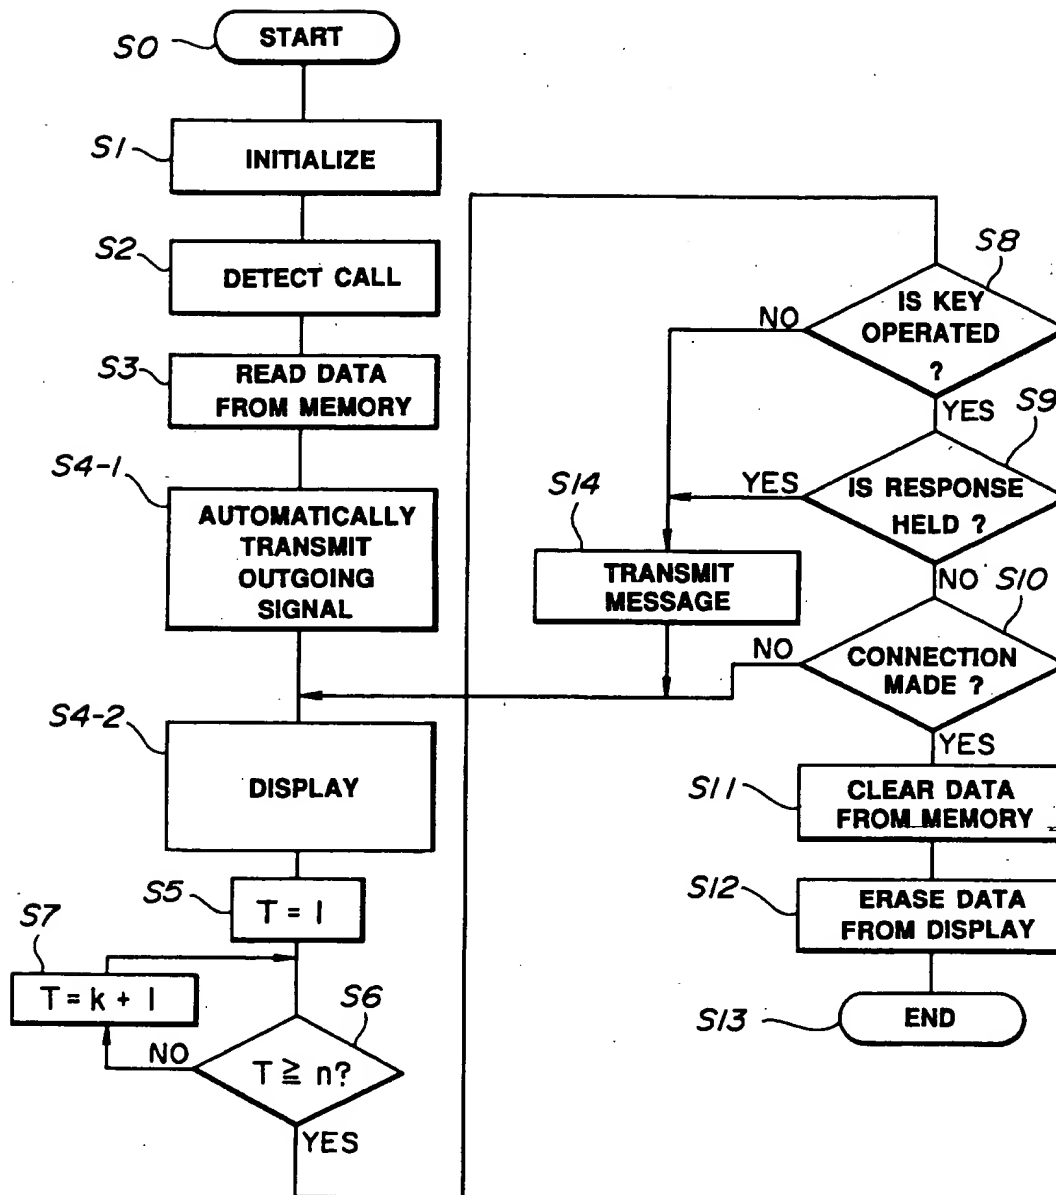 S0
START
S1
INITIALIZE
S2
DETECT CALL
S3
READ DATA
FROM MEMORY
S4-1
AUTOMATICALLY
TRANSMIT
OUTGOING
SIGNAL
S4-2
DISPLAY
S5
T = 1
S7
T = k + 1
S6
NO
T ≧ n?
YES
S8
IS KEY
OPERATED
?
NO
YES
S9
IS RESPONSE
HELD ?
YES
NO
S14
TRANSMIT
MESSAGE
S10
CONNECTION
MADE ?
NO
YES
S11
CLEAR DATA
FROM MEMORY
S12
ERASE DATA
FROM DISPLAY
S13
END